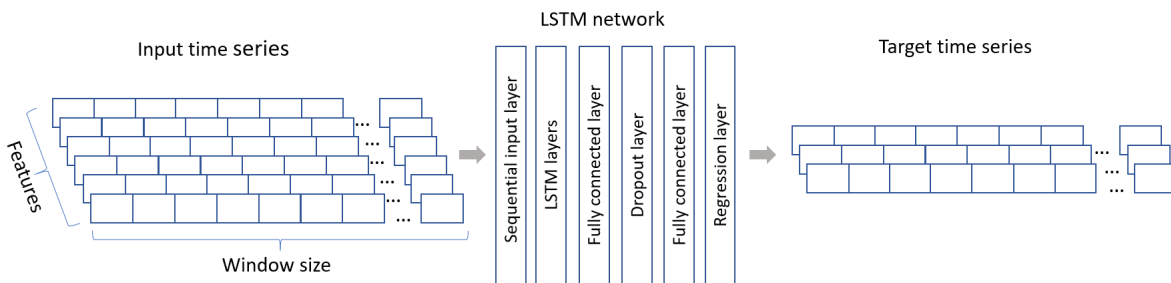 LSTM network
Input time series
Target time series
Features
...
...
...
...
...
Window size
Sequential input layer
LSTM layers
Fully connected layer
Dropout layer
Fully connected layer
Regression layer
...
...